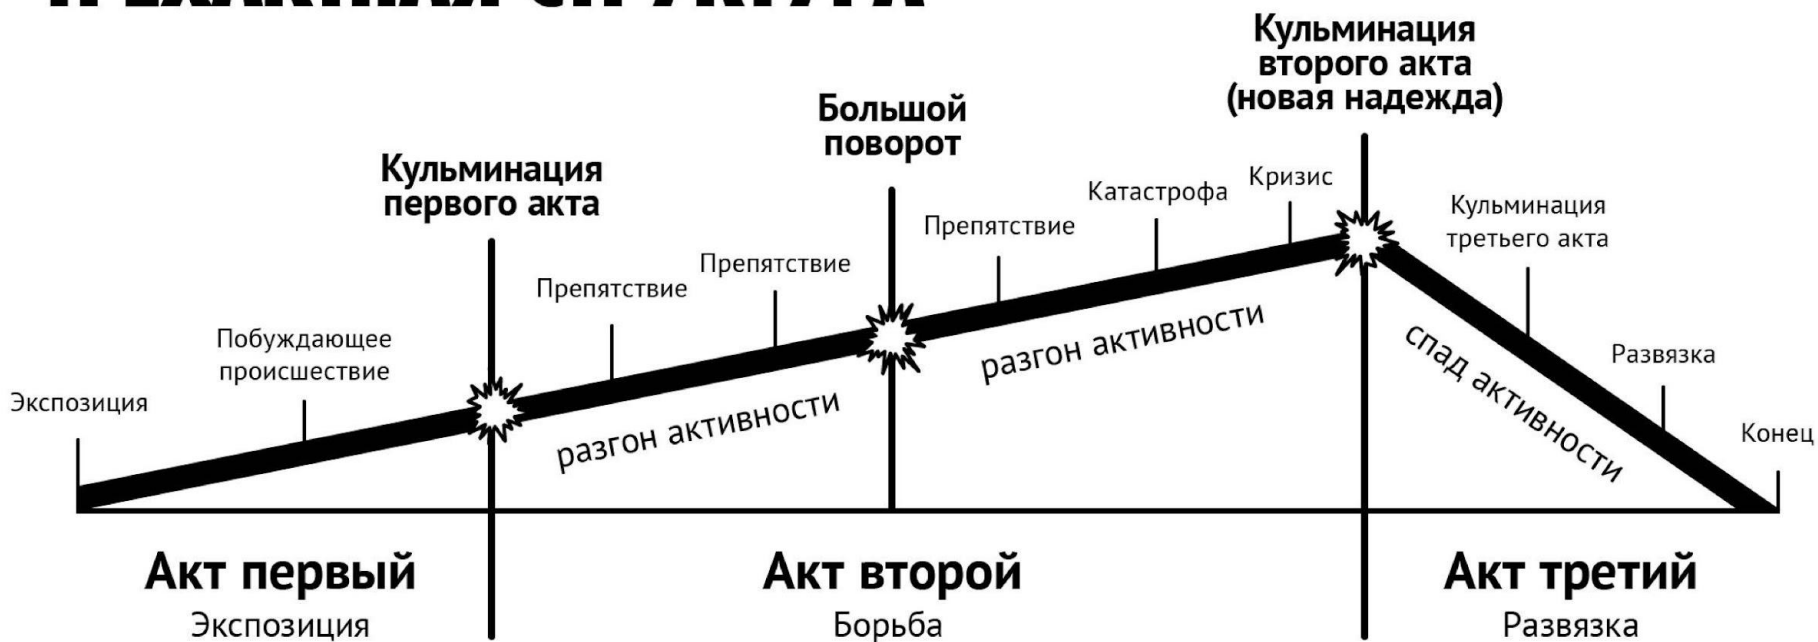 Кульминация
второго акта
(новая надежда)
Большой
поворот
Кульминация
первого акта
Катастрофа
Кризис
Препятствие
Кульминация
третьего акта
Препятствие
Препятствие
Побуждающее
происшествие
Экспозиция
Развязка
Конец
разгон активности
разгон активности
спад активности
Акт первый
Экспозиция
Акт второй
Борьба
Акт третий
Развязка